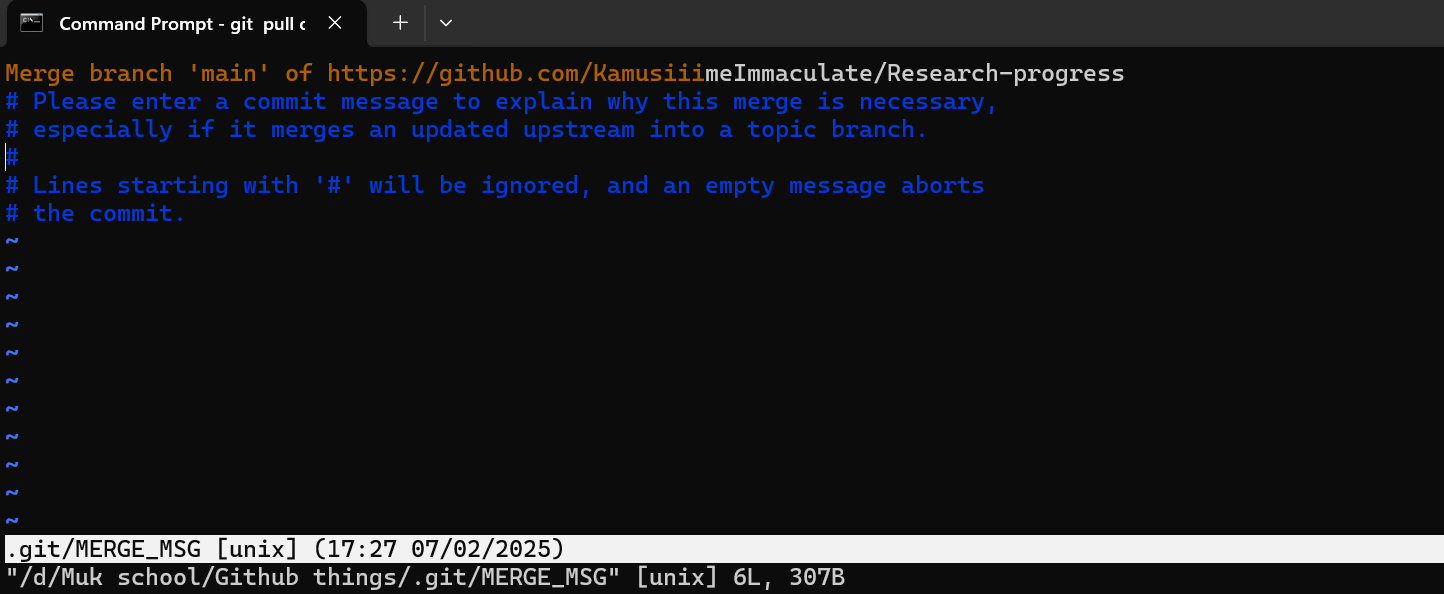 Command Prompt - git pull c
Merge branch 'main' of https://github.com/KamusiiimeImmaculate/Research-progress
# Please enter a commit message to explain why this merge is necessary,
# especially if it merges an updated upstream into a topic branch.
#
# Lines starting with '#' will be ignored, and an empty message aborts
# the commit.
~
~
~
~
~
~
~
~
~
~
~
.git/MERGE_MSG [unix] (17:27 07/02/2025)
"/d/Muk school/Github things/.git/MERGE_MSG" [unix] 6L, 307B